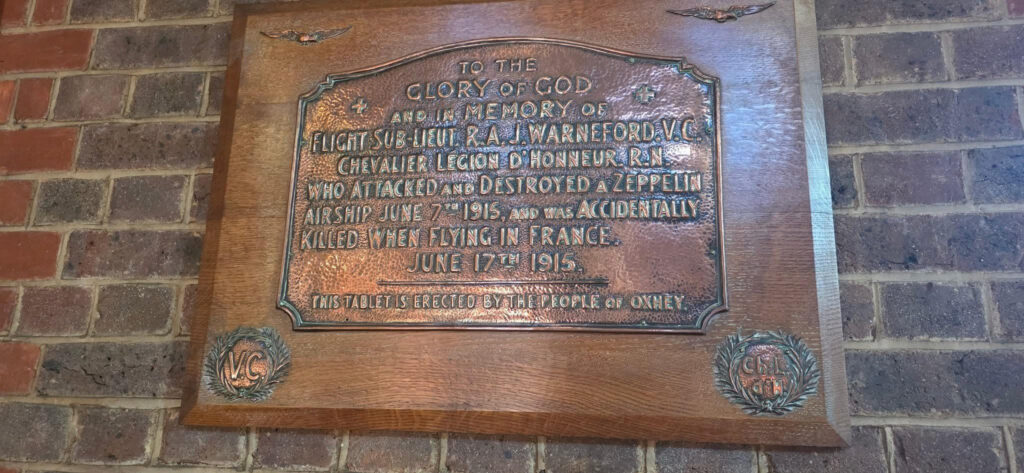 TO THE
GLORY OF GOD
AND IN MEMORY OF
FLIGHT SUB-LIEUT. R.A.J. WARNEFORD. V.C.
CHEVALIER LEGION D'HONNEUR. R.N.
WHO ATTACKED AND DESTROYED A ZEPPELIN
AIRSHIP JUNE 7TH 1915, AND WAS ACCIDENTALLY
KILLED WHEN FLYING IN FRANCE.
JUNE 17TH 1915.
THIS TABLET IS ERECTED BY THE PEOPLE OF OXNEY.
V.C.